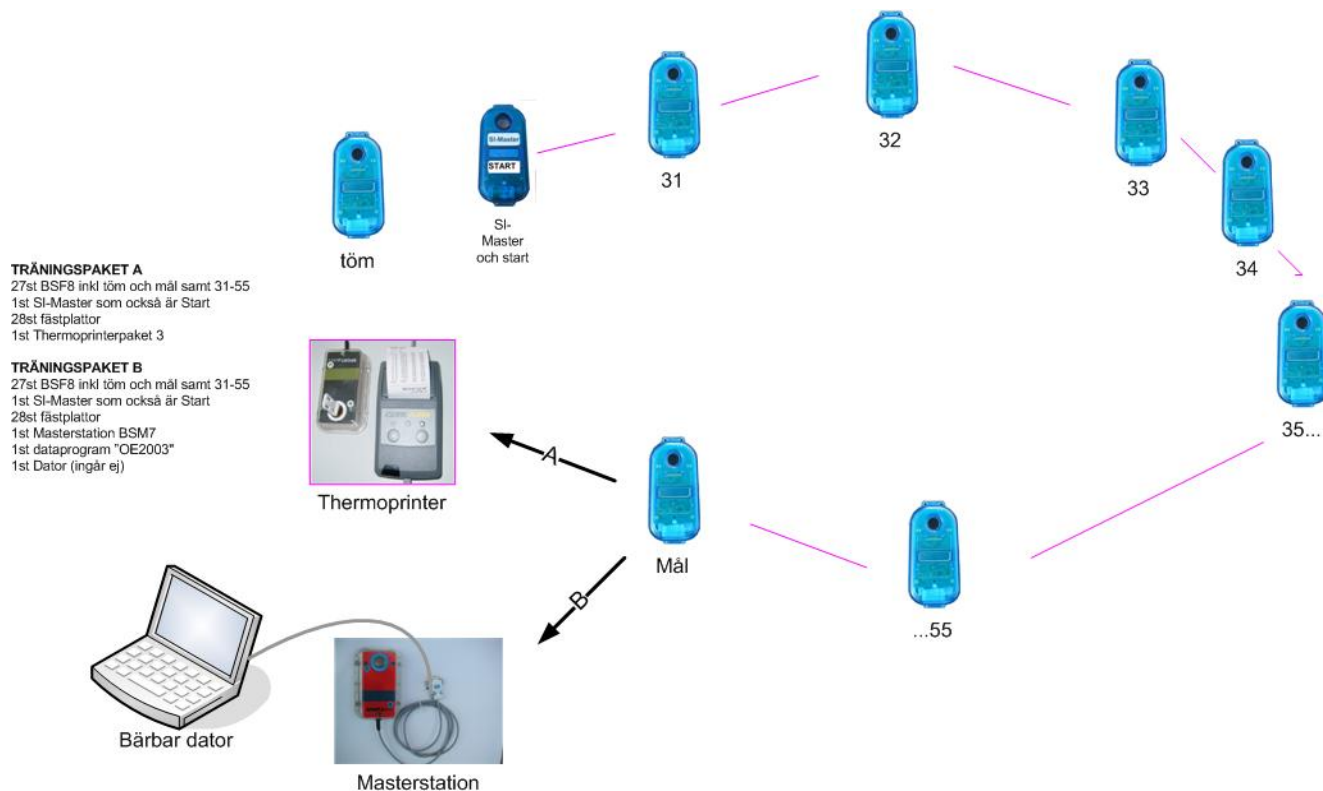 31
32
33
34
35...
...55
töm
SI-Master
START
SI-
Master
och start
TRÄNINGSPAKET A
27st BSF8 inkl töm och mål samt 31-55
1st SI-Master som också är Start
28st fästplattor
1st Thermoprinterpaket 3
TRÄNINGSPAKET B
27st BSF8 inkl töm och mål samt 31-55
1st SI-Master som också är Start
28st fästplattor
1st Masterstation BSM7
1st dataprogram "OE2003"
1st Dator (ingår ej)
A
Thermoprinter
Mål
B
Bärbar dator
Masterstation